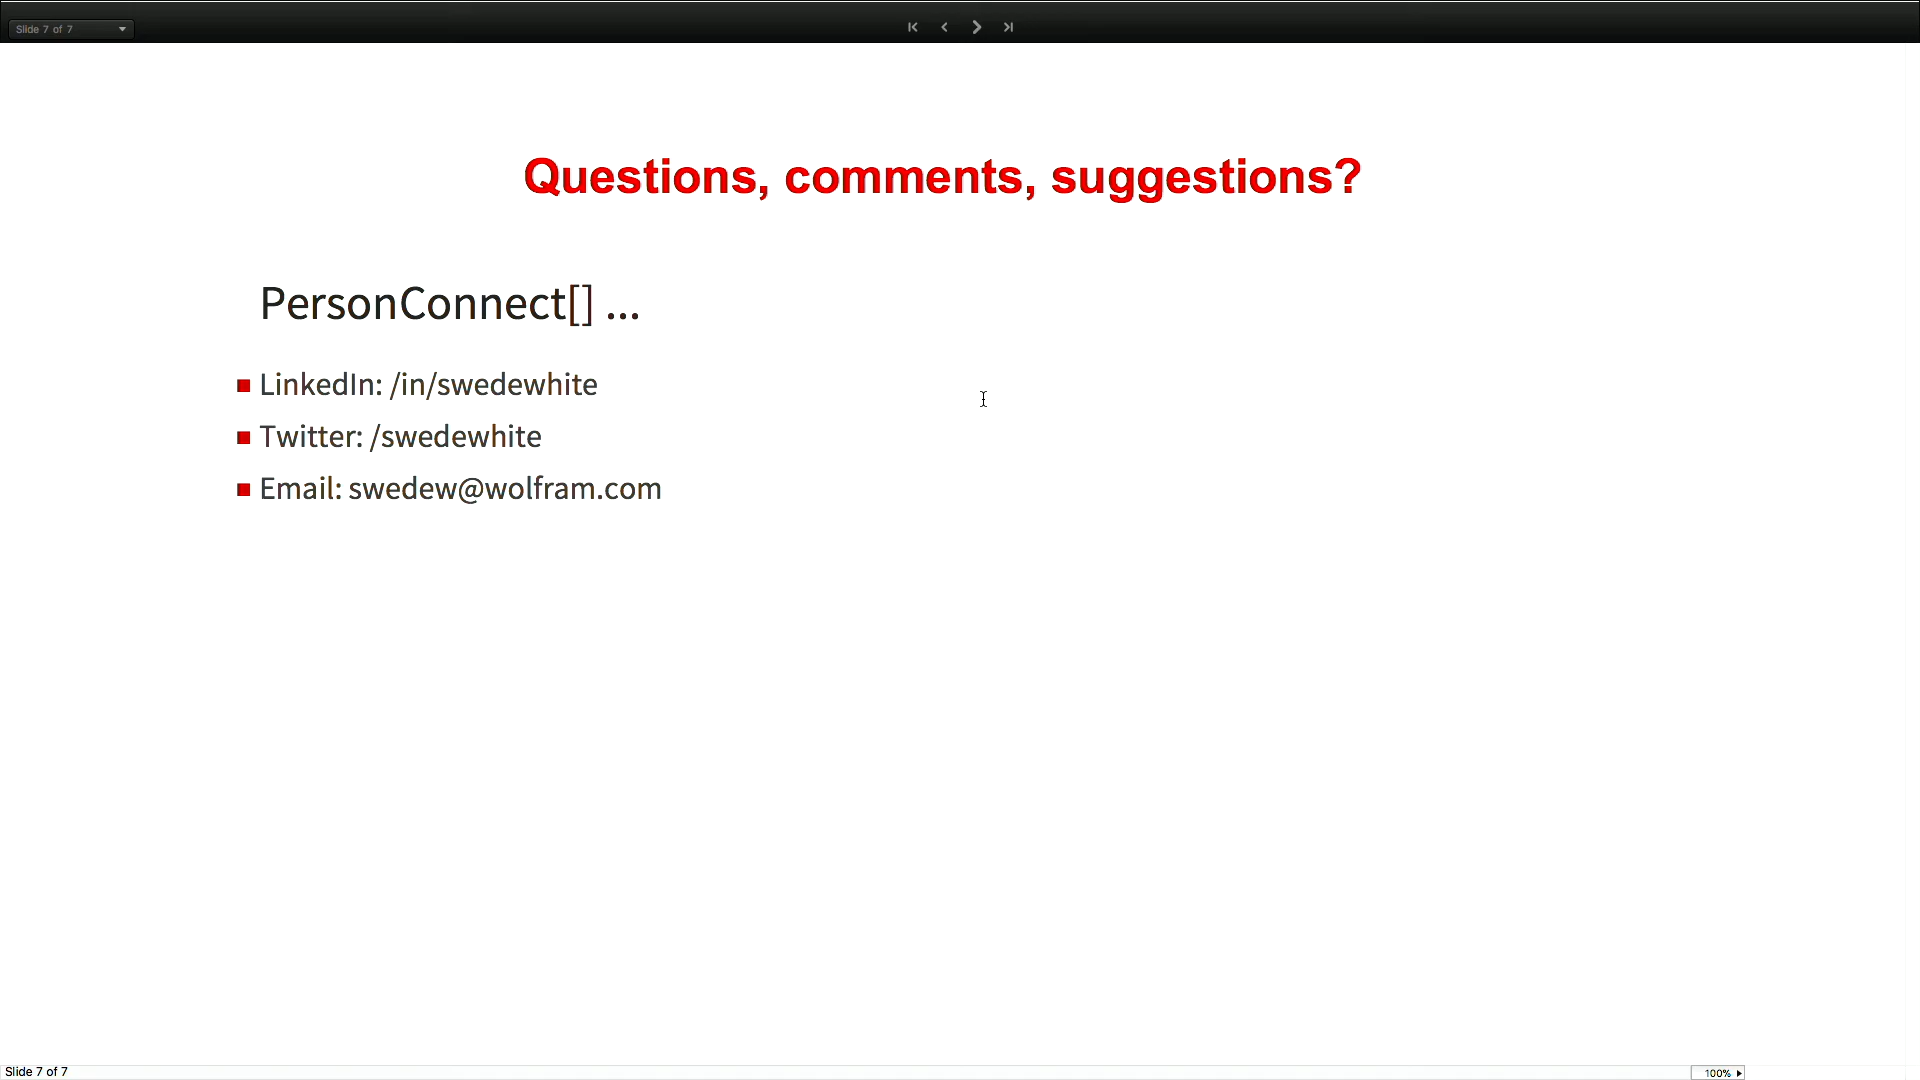 Slide 7 of 7
Questions, comments, suggestions?
PersonConnect[] ...
LinkedIn: /in/swedewhite
Twitter: /swedewhite
Email: swedew@wolfram.com
Slide 7 of 7
100%